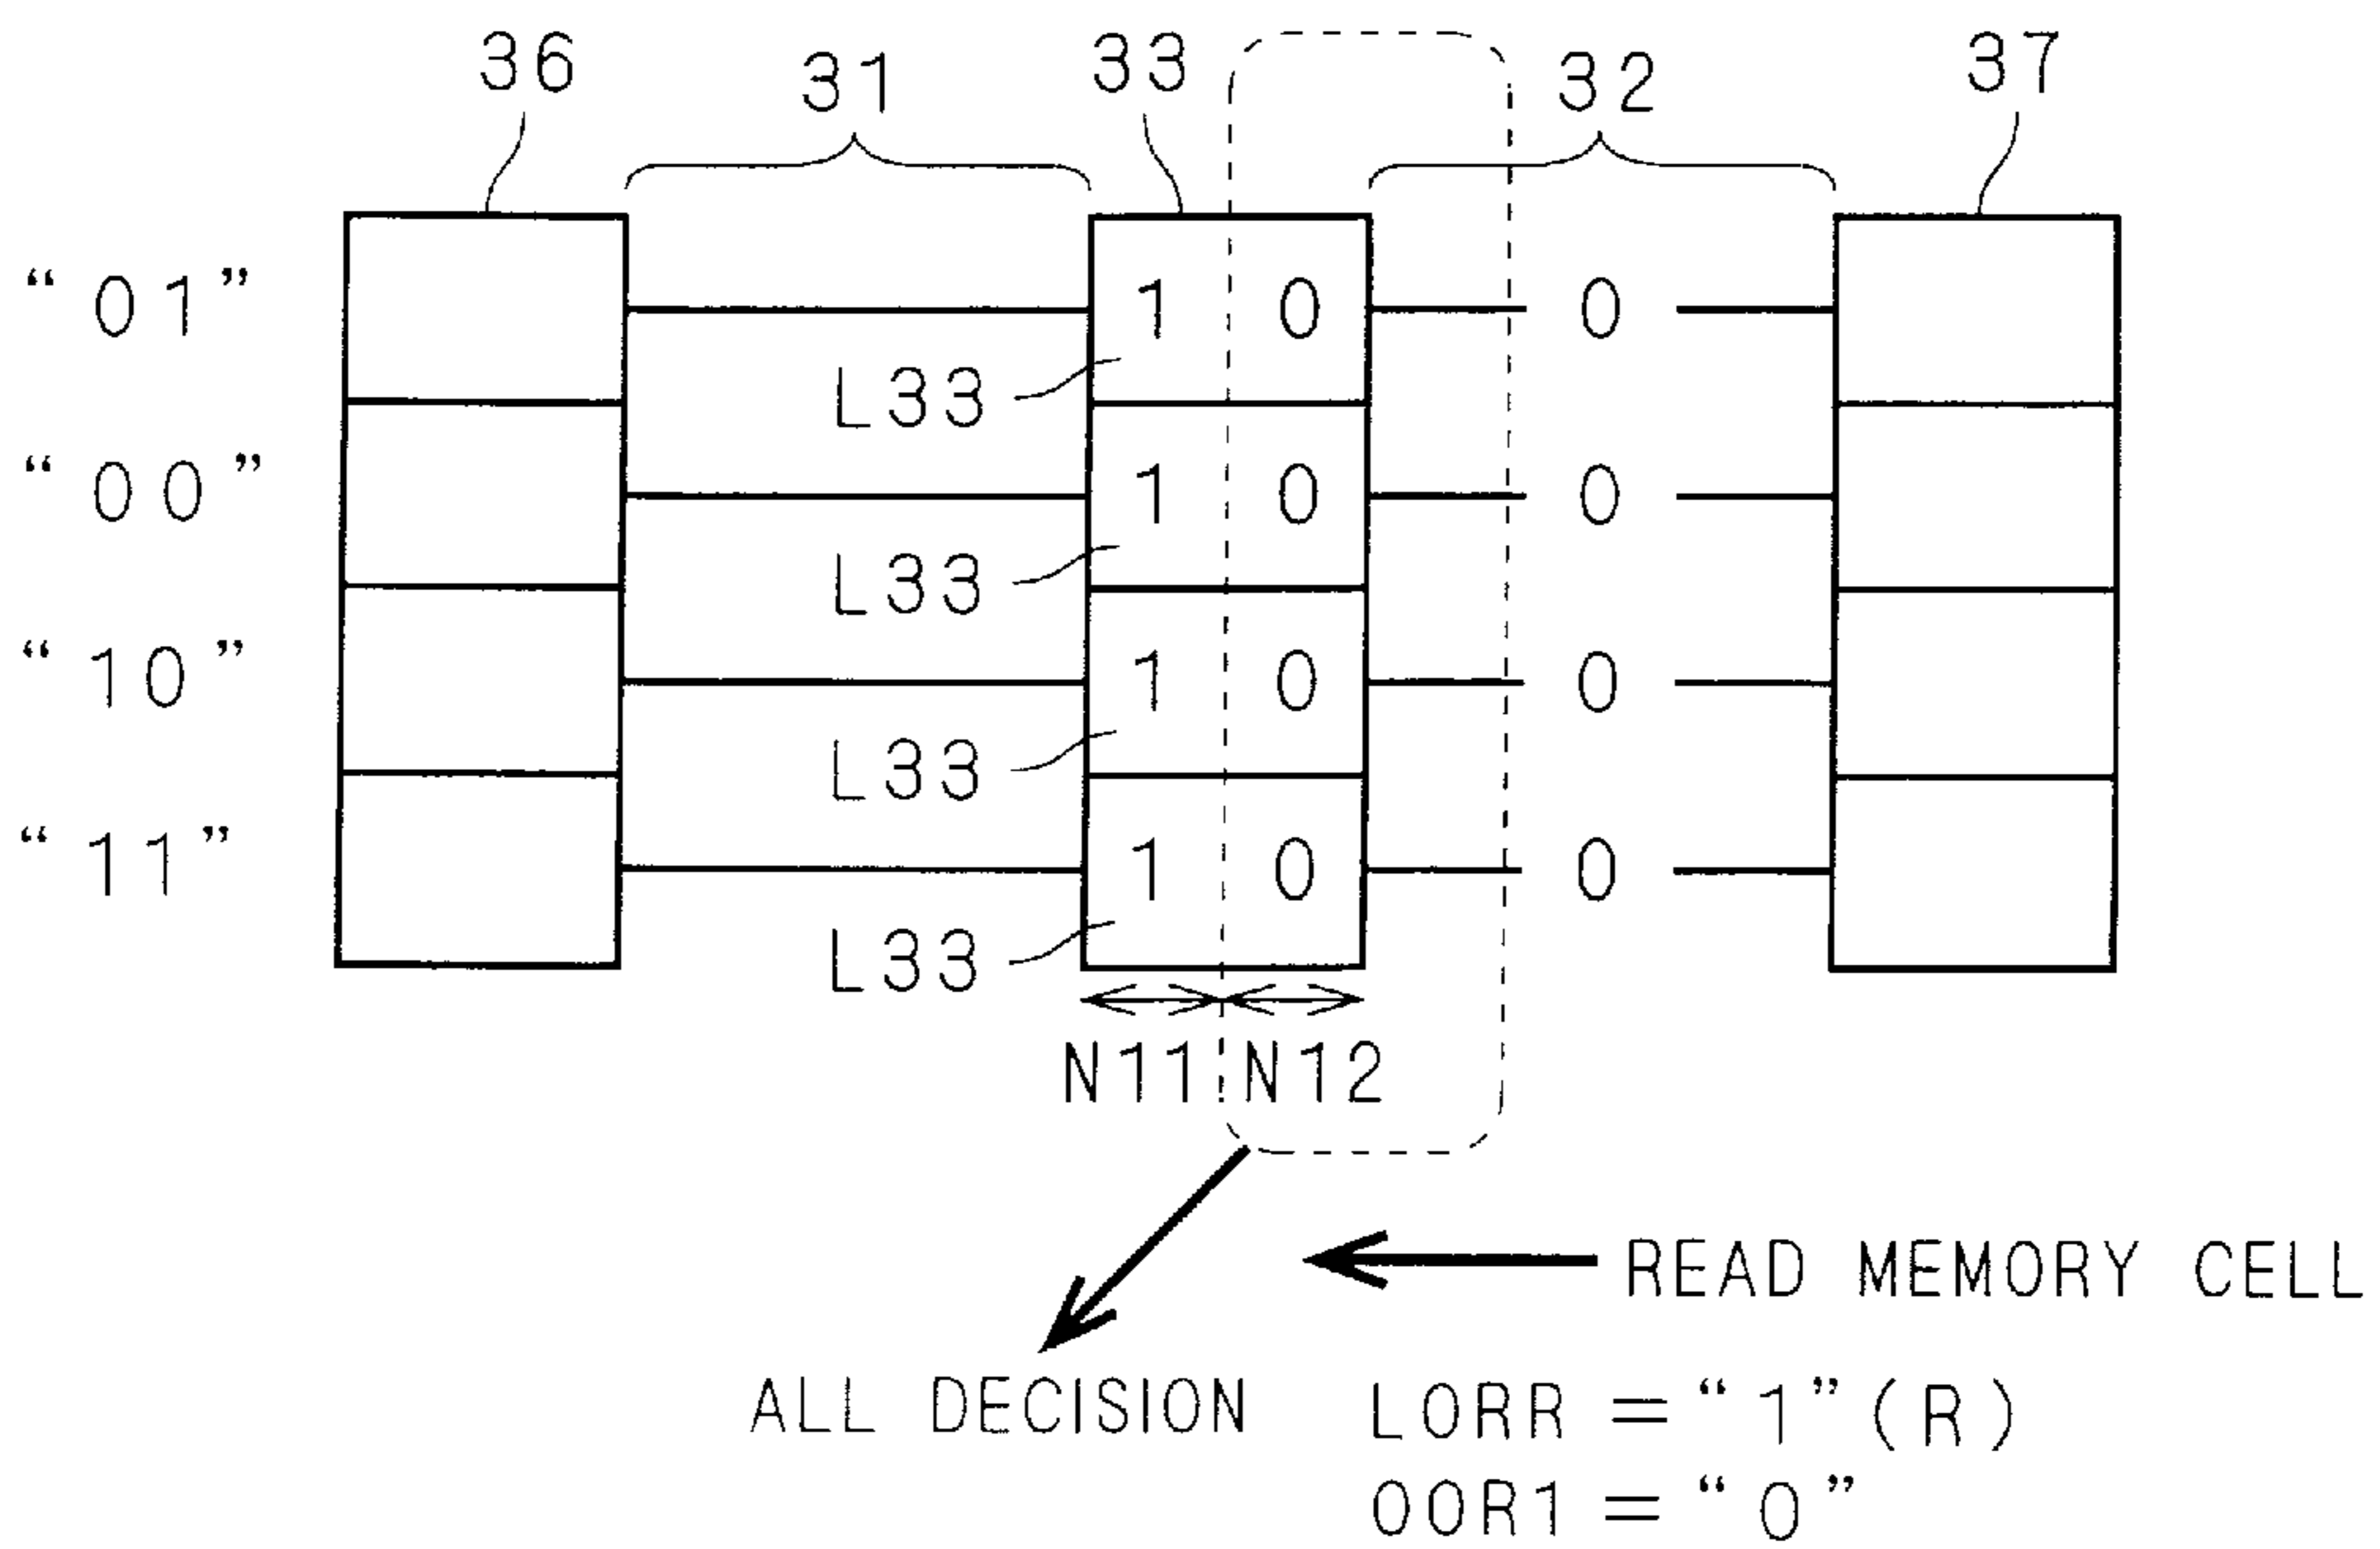 36 31 33 32 37
“01” 1 0 0
L33
“00” 1 0 0
L33
“10” 1 0 0
L33
“11” 1 0 0
L33
N11 N12
READ MEMORY CELL
ALL DECISION LORR = “1” (R)
OOR1 = “0”